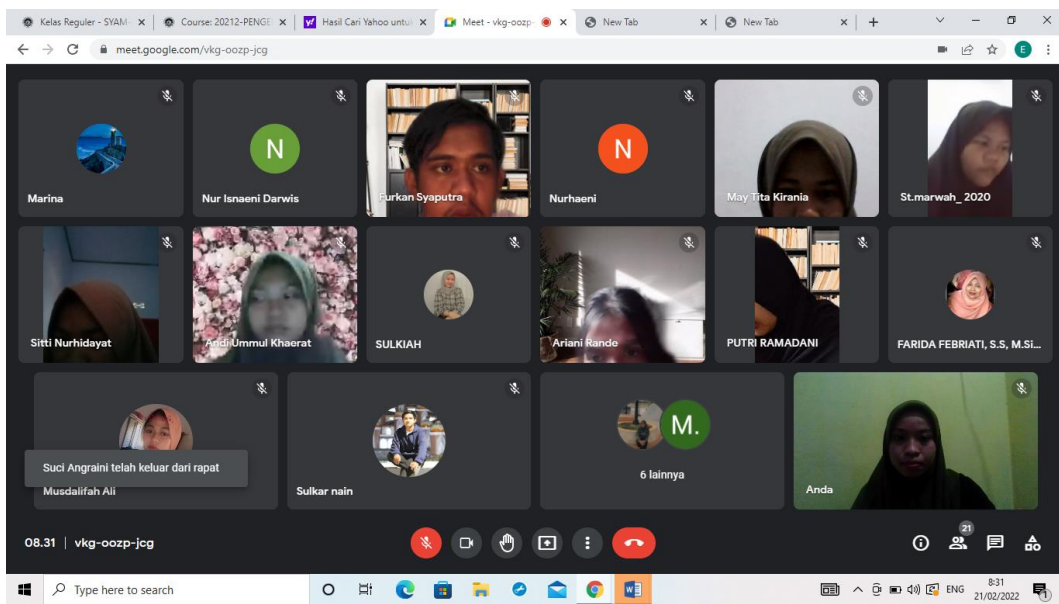 Kelas Reguler - SYAM-
Course: 20212-PENGE
Hasil Cari Yahoo untu
Meet - vkg-oozp-
New Tab
New Tab
meet.google.com/vkg-oozp-jcg
E
N
N
Marina
Nur Isnaeni Darwis
Furkan Syaputra
Nurhaeni
May Tita Kirania
St.marwah_ 2020
Sitti Nurhidayat
Andi Ummul Khaerat
SULKIAH
Ariani Rande
PUTRI RAMADANI
FARIDA FEBRIATI, S.S, M.Si...
M.
Suci Angraini telah keluar dari rapat
6 lainnya
Musdalifah Ali
Sulkar nain
Anda
08.31 | vkg-oozp-jcg
21
Type here to search
ENG
8:31
21/02/2022
1